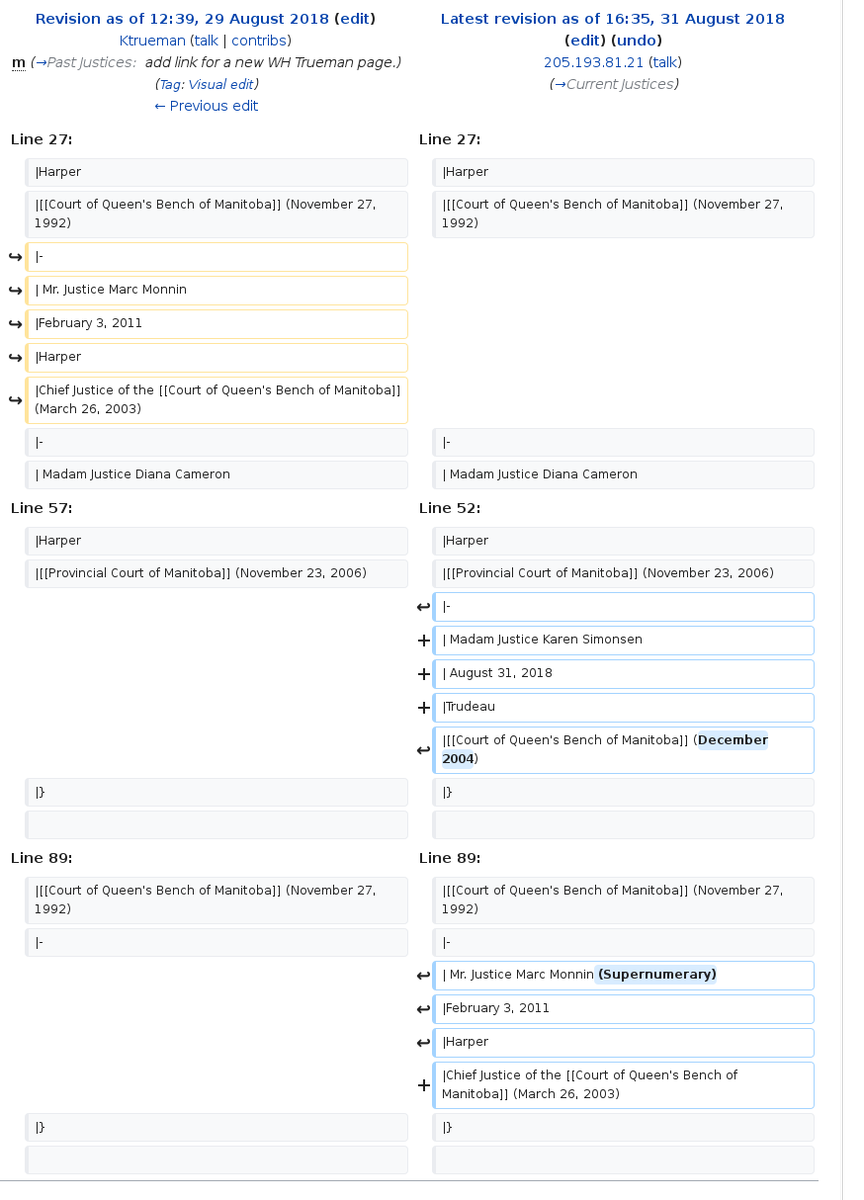 Revision as of 12:39, 29 August 2018 (edit)
Ktrueman (talk | contribs)
m (→Past Justices: add link for a new WH Trueman page.)
(Tag: Visual edit)
← Previous edit
Latest revision as of 16:35, 31 August 2018
(edit) (undo)
205.193.81.21 (talk)
(→Current Justices)
Line 27:
Line 27:
|Harper
|Harper
|[[Court of Queen's Bench of Manitoba]] (November 27,
1992)
|[[Court of Queen's Bench of Manitoba]] (November 27,
1992)
↪ |-
↪ | Mr. Justice Marc Monnin
↪ |February 3, 2011
↪ |Harper
↪ |Chief Justice of the [[Court of Queen's Bench of Manitoba]]
(March 26, 2003)
|-
|-
| Madam Justice Diana Cameron
| Madam Justice Diana Cameron
Line 57:
Line 52:
|Harper
|Harper
|[[Provincial Court of Manitoba]] (November 23, 2006)
|[[Provincial Court of Manitoba]] (November 23, 2006)
↩ |-
+ | Madam Justice Karen Simonsen
+ | August 31, 2018
+ |Trudeau
↩ |[[Court of Queen's Bench of Manitoba]] (December
2004)
|}
|}
Line 89:
Line 89:
|[[Court of Queen's Bench of Manitoba]] (November 27,
1992)
|[[Court of Queen's Bench of Manitoba]] (November 27,
1992)
|-
|-
↩ | Mr. Justice Marc Monnin (Supernumerary)
↩ |February 3, 2011
↩ |Harper
+ |Chief Justice of the [[Court of Queen's Bench of
Manitoba]] (March 26, 2003)
|}
|}